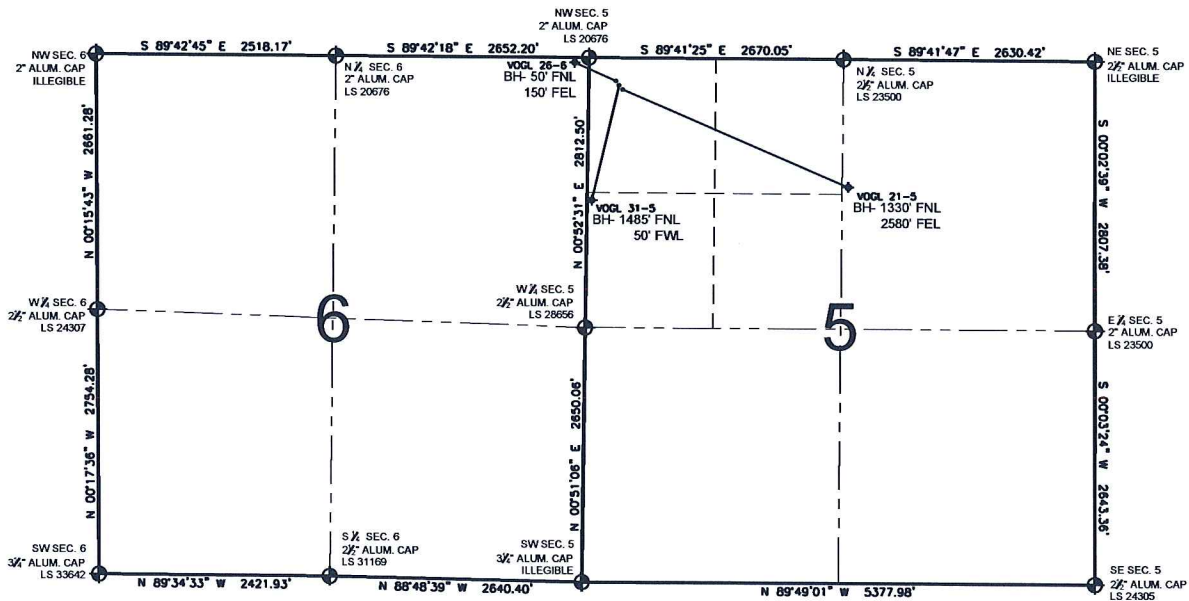 NW SEC. 5
2" ALUM. CAP
LS 20676
S 89°42'45" E 2518.17'
S 89°42'18" E 2652.20'
S 89°41'25" E 2670.05'
S 89°41'47" E 2630.42'
NW SEC. 6
2" ALUM. CAP
ILLEGIBLE
N ¼ SEC. 6
2" ALUM. CAP
LS 20676
VOGL 26-6
BH- 50' FNL
150' FEL
N ¼ SEC. 5
2½" ALUM. CAP
LS 23500
NE SEC. 5
2½" ALUM. CAP
ILLEGIBLE
N 00°15'43" W 2661.28'
N 00°52'31" E 2812.50'
S 00°02'39" W 2807.38'
VOGL 31-5
BH- 1485' FNL
50' FWL
VOGL 21-5
BH- 1330' FNL
2580' FEL
W ¼ SEC. 6
2½" ALUM. CAP
LS 24307
6
W ¼ SEC. 5
2½" ALUM. CAP
LS 28656
5
E ¼ SEC. 5
2" ALUM. CAP
LS 23500
N 00°17'36" W 2754.28'
N 00°51'06" E 2650.06'
S 00°03'24" W 2643.36'
SW SEC. 6
3¼" ALUM. CAP
LS 33642
S ¼ SEC. 6
2½" ALUM. CAP
LS 31169
SW SEC. 5
3¼" ALUM. CAP
ILLEGIBLE
SE SEC. 5
2½" ALUM. CAP
LS 24305
N 89°34'33" W 2421.93'
N 88°48'39" W 2640.40'
N 89°49'01" W 5377.98'